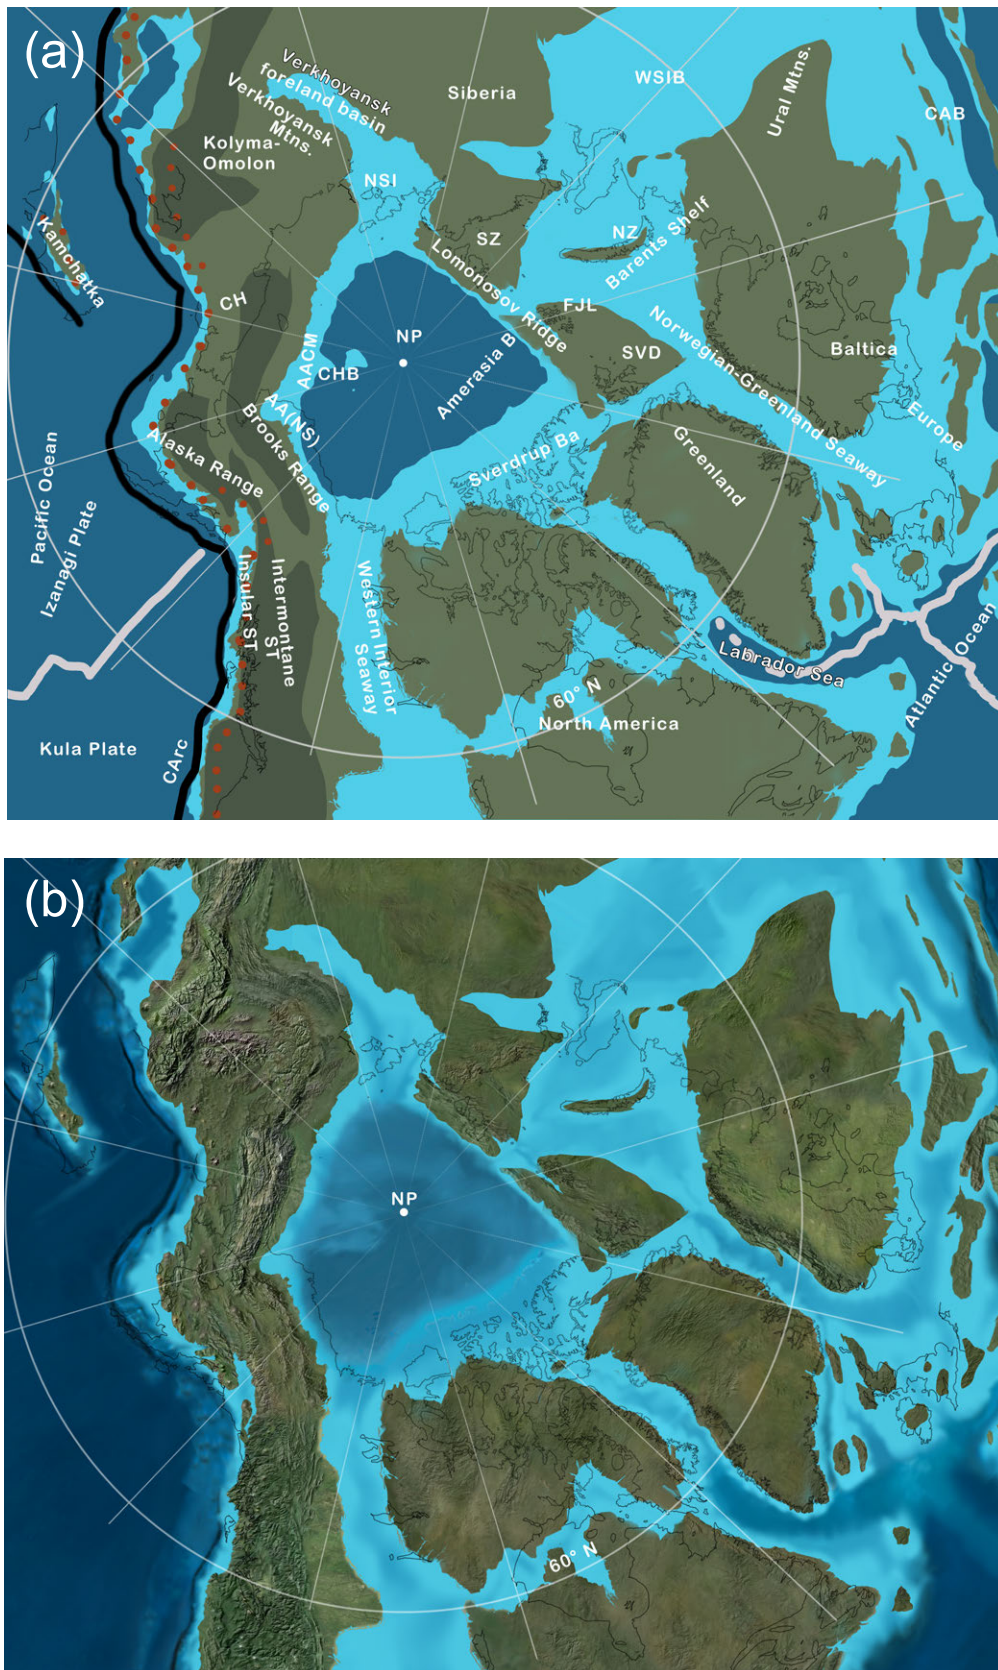 (a)
Verkhoyansk
foreland basin
Verkhoyansk
Mtns.
Siberia
WSIB
Ural Mtns.
CAB
Kolyma-
Omolon
NSI
SZ
NZ
Barents Shelf
Kamchatka
CH
Lomonosov Ridge
FJL
NP
SVD
Baltica
AACM
CHB
Amerasia B
Norwegian-Greenland Seaway
AA(NS)
Brooks Range
Europe
Alaska Range
Sverdrup Ba
Greenland
Pacific Ocean
Izanagi Plate
Insular ST
Intermontane
ST
Western Interior
Seaway
Labrador Sea
Atlantic Ocean
60° N
North America
Kula Plate
CArc
(b)
NP
60° N